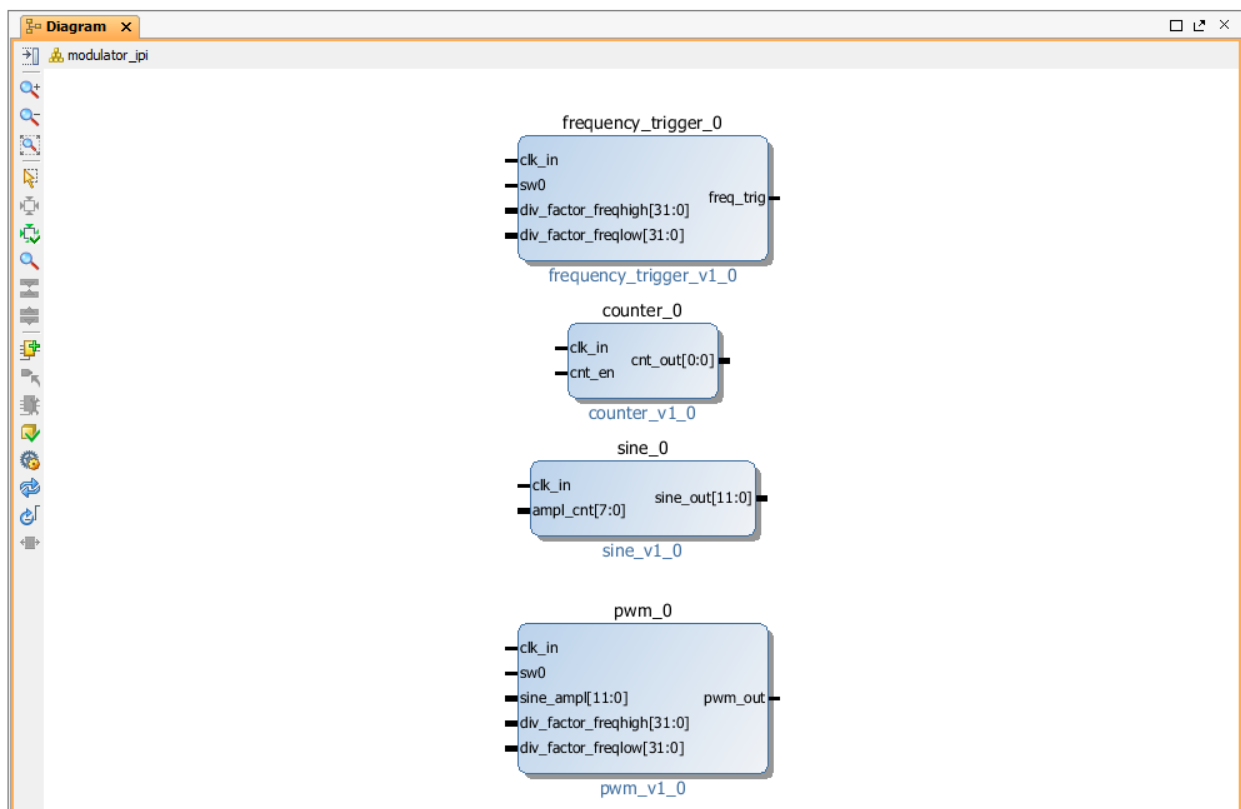 Diagram
modulator_ipi
frequency_trigger_0
clk_in
sw0
freq_trig
div_factor_freqhigh[31:0]
div_factor_freqlow[31:0]
frequency_trigger_v1_0
counter_0
clk_in
cnt_out[0:0]
cnt_en
counter_v1_0
sine_0
clk_in
sine_out[11:0]
ampl_cnt[7:0]
sine_v1_0
pwm_0
clk_in
sw0
sine_ampl[11:0]
pwm_out
div_factor_freqhigh[31:0]
div_factor_freqlow[31:0]
pwm_v1_0